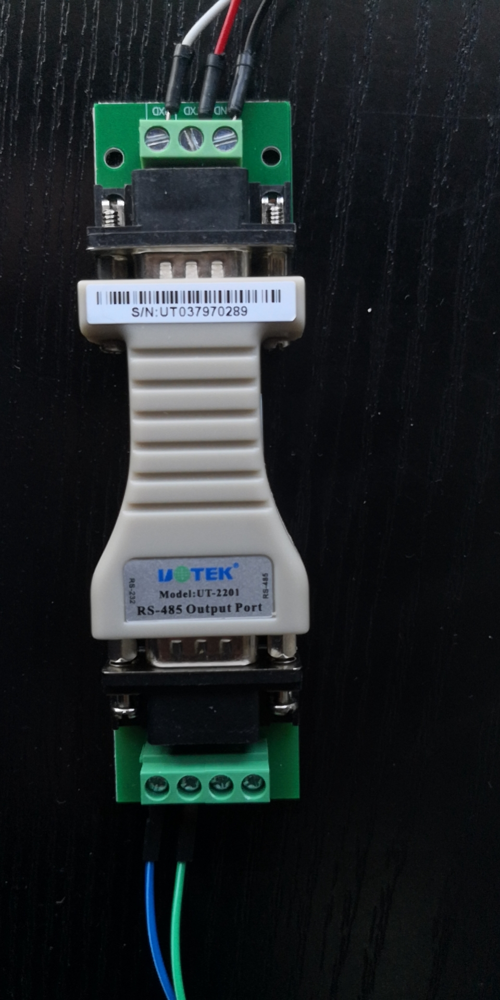 S/N:UT037970289
UOTEK®
RS-232
RS-485
Model:UT-2201
RS-485 Output Port